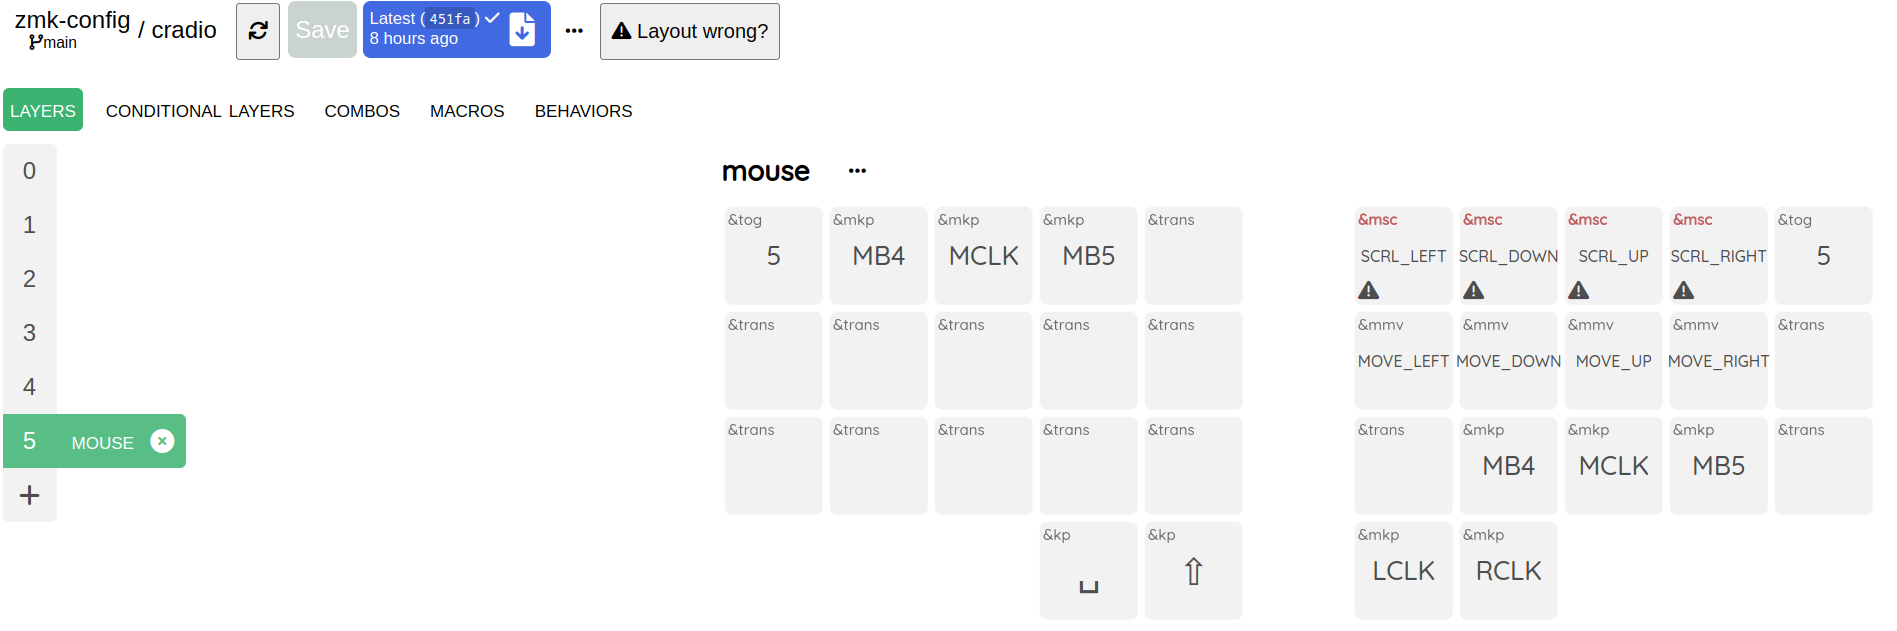 zmk-config
main
/ cradio
Save
Latest (451fa)
8 hours ago
Layout wrong?
LAYERS
CONDITIONAL LAYERS
COMBOS
MACROS
BEHAVIORS
0
1
2
3
4
5 MOUSE
+
mouse
&tog &mkp &mkp &mkp &trans &msc &msc &msc &msc &tog
5 MB4 MCLK MB5 SCRL_LEFT SCRL_DOWN SCRL_UP SCRL_RIGHT 5
&trans &trans &trans &trans &trans &mmv &mmv &mmv &mmv &trans
MOVE_LEFT MOVE_DOWN MOVE_UP MOVE_RIGHT
&trans &trans &trans &trans &trans &trans &mkp &mkp &mkp &trans
MB4 MCLK MB5
&kp &kp &mkp &mkp
␣ ⇧ LCLK RCLK